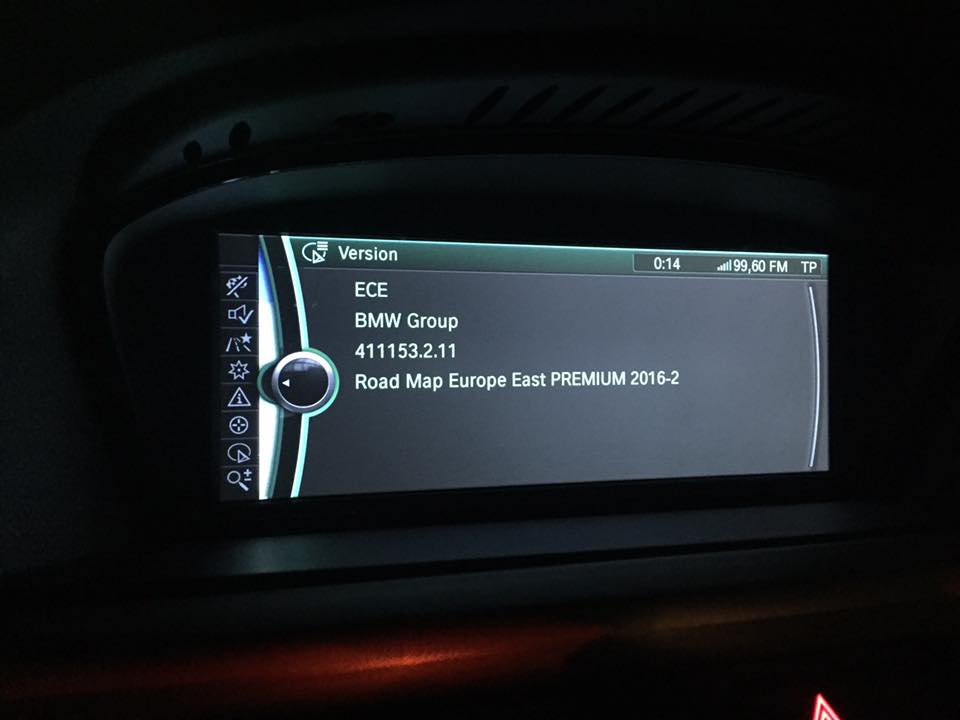 Version
0:14 99,60 FM TP
ECE
BMW Group
411153.2.11
Road Map Europe East PREMIUM 2016-2